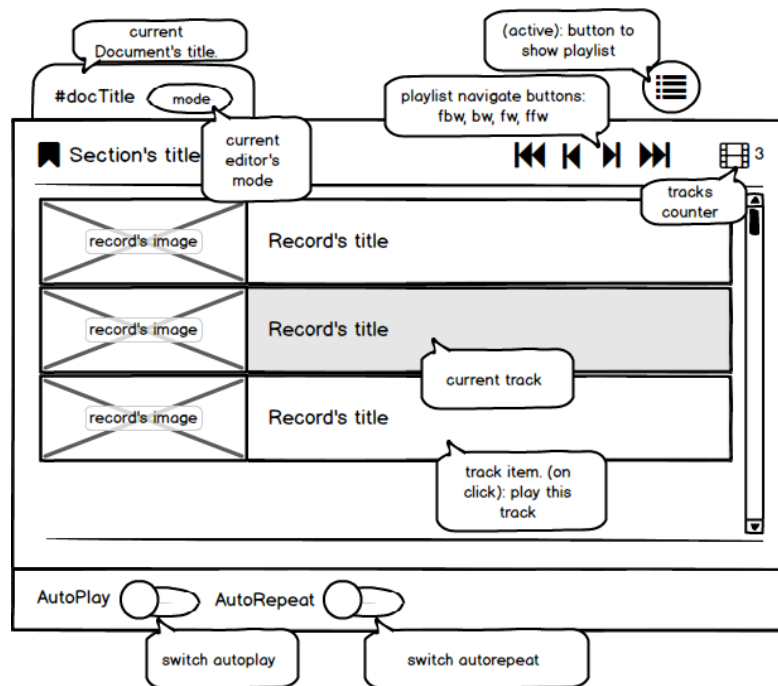 current
Document's title.
(active): button to
show playlist
#docTitle
mode
playlist navigate buttons:
fbw, bw, fw, ffw
current
editor's
mode
Section's title
3
tracks
counter
record's image
Record's title
record's image
Record's title
current track
record's image
Record's title
track item. (on
click): play this
track
AutoPlay
AutoRepeat
switch autoplay
switch autorepeat